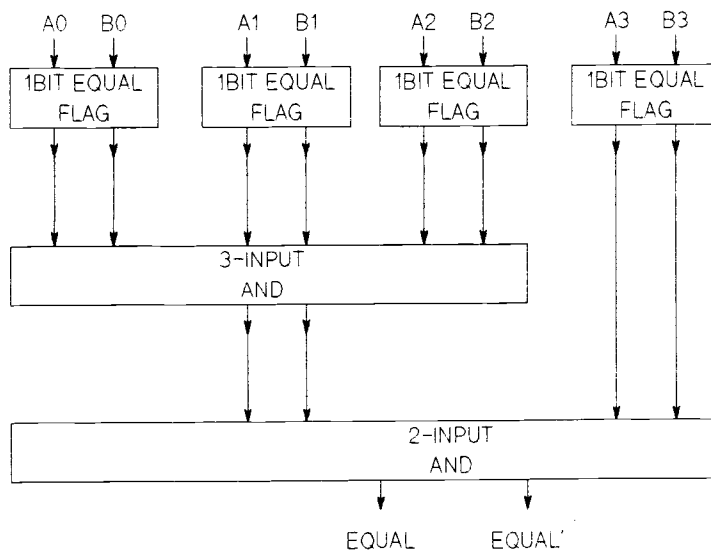 A0 B0 A1 B1 A2 B2 A3 B3
1BIT EQUAL FLAG
1BIT EQUAL FLAG
1BIT EQUAL FLAG
1BIT EQUAL FLAG
3-INPUT
AND
2-INPUT
AND
EQUAL EQUAL'